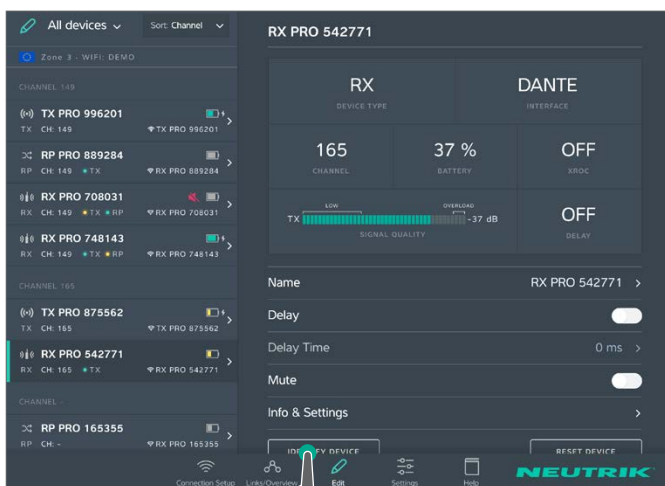 All devices
Sort: Channel
Zone 3 - WiFi: DEMO
CHANNEL 149
TX PRO 996201
TX CH: 149 TX PRO 996201
RP PRO 889284
RP CH: 149 TX RX PRO 889284
RX PRO 708031
RX CH: 149 TX RP RX PRO 708031
RX PRO 748143
RX CH: 149 TX RP RX PRO 748143
CHANNEL 165
TX PRO 875562
TX CH: 165 TX PRO 875562
RX PRO 542771
RX CH: 165 TX RX PRO 542771
CHANNEL -
RP PRO 165355
RP CH: - RX PRO 165355
RX PRO 542771
RX DANTE
DEVICE TYPE INTERFACE
165 37 % OFF
CHANNEL BATTERY XROC
LOW OVERLOAD
TX -37 dB
SIGNAL QUALITY
OFF
DELAY
Name RX PRO 542771
Delay
Delay Time 0 ms
Mute
Info & Settings
DEVICE RESET DEVICE
Connection Setup Links/Overview Edit Settings Help
NEUTRIK